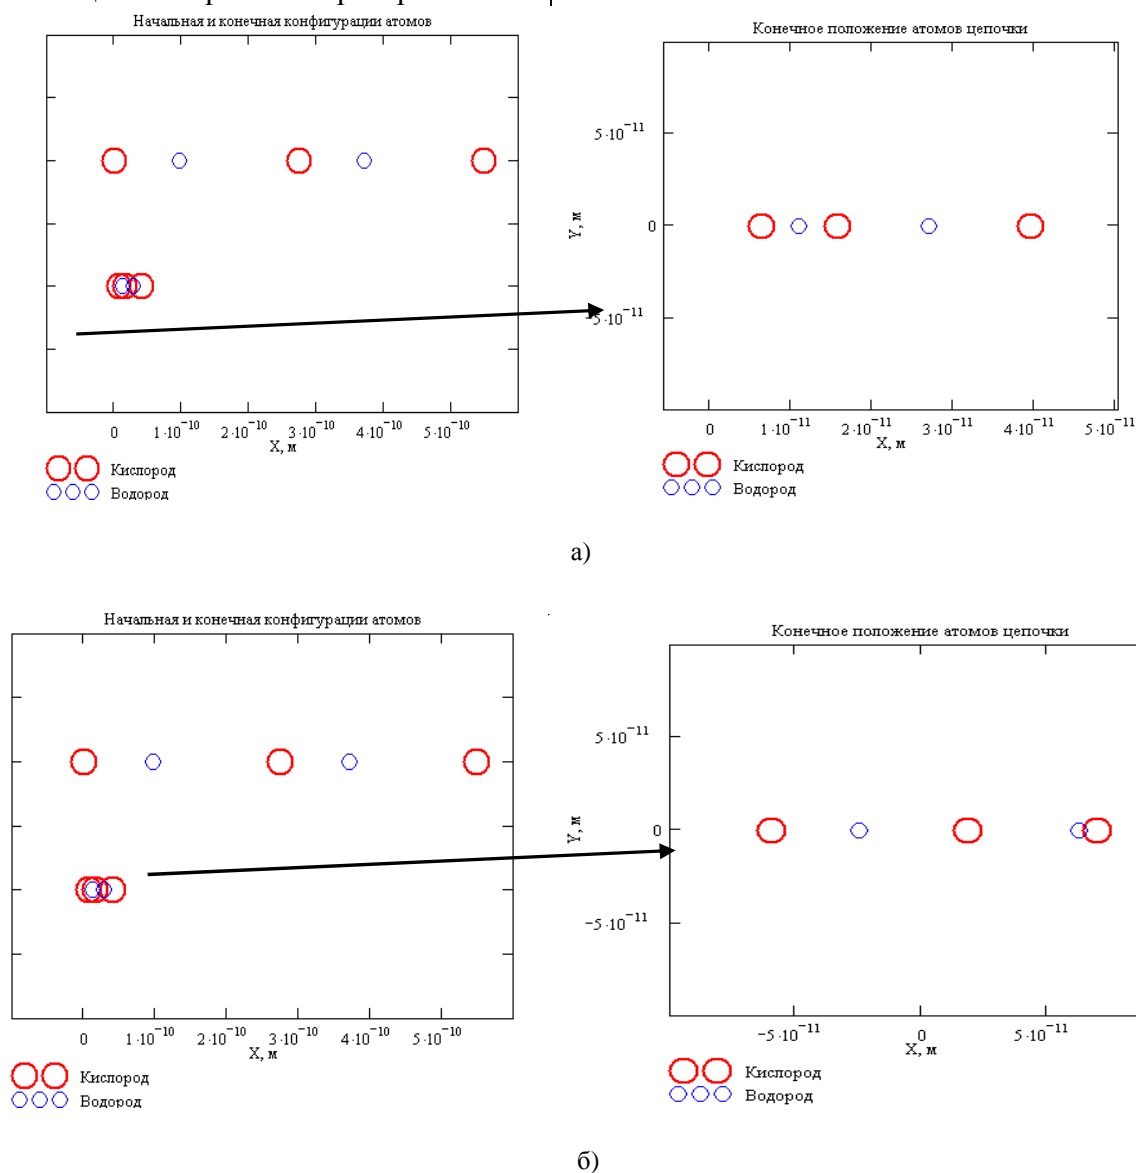 Начальная и конечная конфигурации атомов
0 1·10⁻¹⁰ 2·10⁻¹⁰ 3·10⁻¹⁰ 4·10⁻¹⁰ 5·10⁻¹⁰
X, м
Кислород
Водород
Конечное положение атомов цепочки
5·10⁻¹¹
0
−5·10⁻¹¹
Y, м
0 1·10⁻¹¹ 2·10⁻¹¹ 3·10⁻¹¹ 4·10⁻¹¹ 5·10⁻¹¹
X, м
Кислород
Водород
а)
Начальная и конечная конфигурации атомов
0 1·10⁻¹⁰ 2·10⁻¹⁰ 3·10⁻¹⁰ 4·10⁻¹⁰ 5·10⁻¹⁰
X, м
Кислород
Водород
Конечное положение атомов цепочки
5·10⁻¹¹
0
−5·10⁻¹¹
Y, м
−5·10⁻¹¹ 0 5·10⁻¹¹
X, м
Кислород
Водород
б)